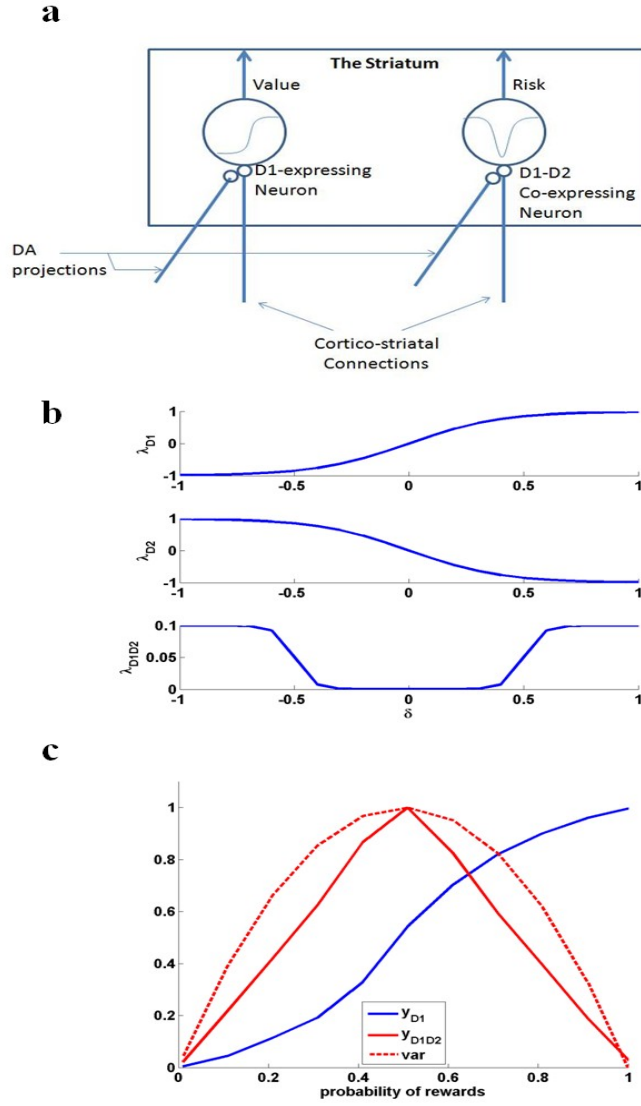 a
The Striatum
Value
Risk
D1-expressing
Neuron
D1-D2
Co-expressing
Neuron
DA
projections
Cortico-striatal
Connections
b
1
0
-1
λD1
-1 -0.5 0 0.5 1
1
0
-1
λD2
-1 -0.5 0 0.5 1
0.1
0.05
0
λD1D2
-1 -0.5 0 0.5 1
δ
c
1
0.8
0.6
0.4
0.2
0
yD1
yD1D2
var
0 0.2 0.4 0.6 0.8 1
probability of rewards